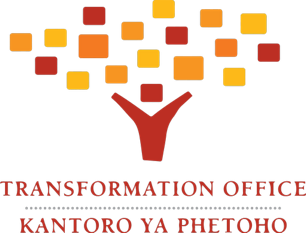 TRANSFORMATION OFFICE
KANTORO YA PHETOHO